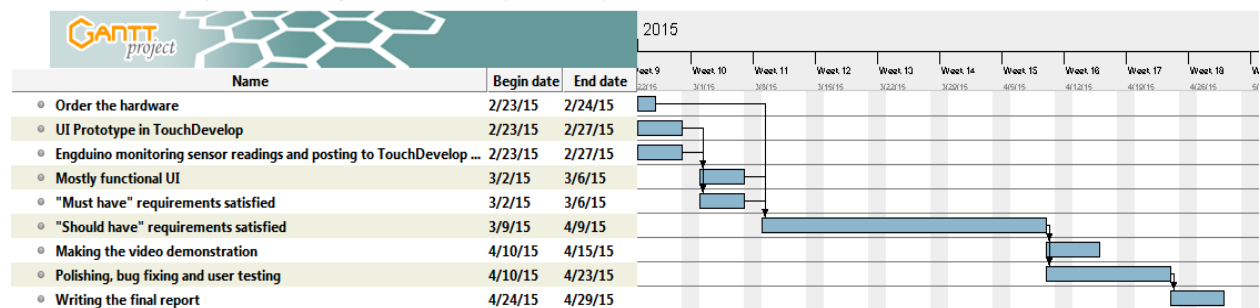 GANTT
project
2015
Name Begin date End date
Week 9 Week 10 Week 11 Week 12 Week 13 Week 14 Week 15 Week 16 Week 17 Week 18
22/15 3/1/15 3/8/15 3/15/15 3/22/15 3/29/15 4/5/15 4/12/15 4/19/15 4/26/15
Order the hardware 2/23/15 2/24/15
UI Prototype in TouchDevelop 2/23/15 2/27/15
Engduino monitoring sensor readings and posting to TouchDevelop ... 2/23/15 2/27/15
Mostly functional UI 3/2/15 3/6/15
"Must have" requirements satisfied 3/2/15 3/6/15
"Should have" requirements satisfied 3/9/15 4/9/15
Making the video demonstration 4/10/15 4/15/15
Polishing, bug fixing and user testing 4/10/15 4/23/15
Writing the final report 4/24/15 4/29/15